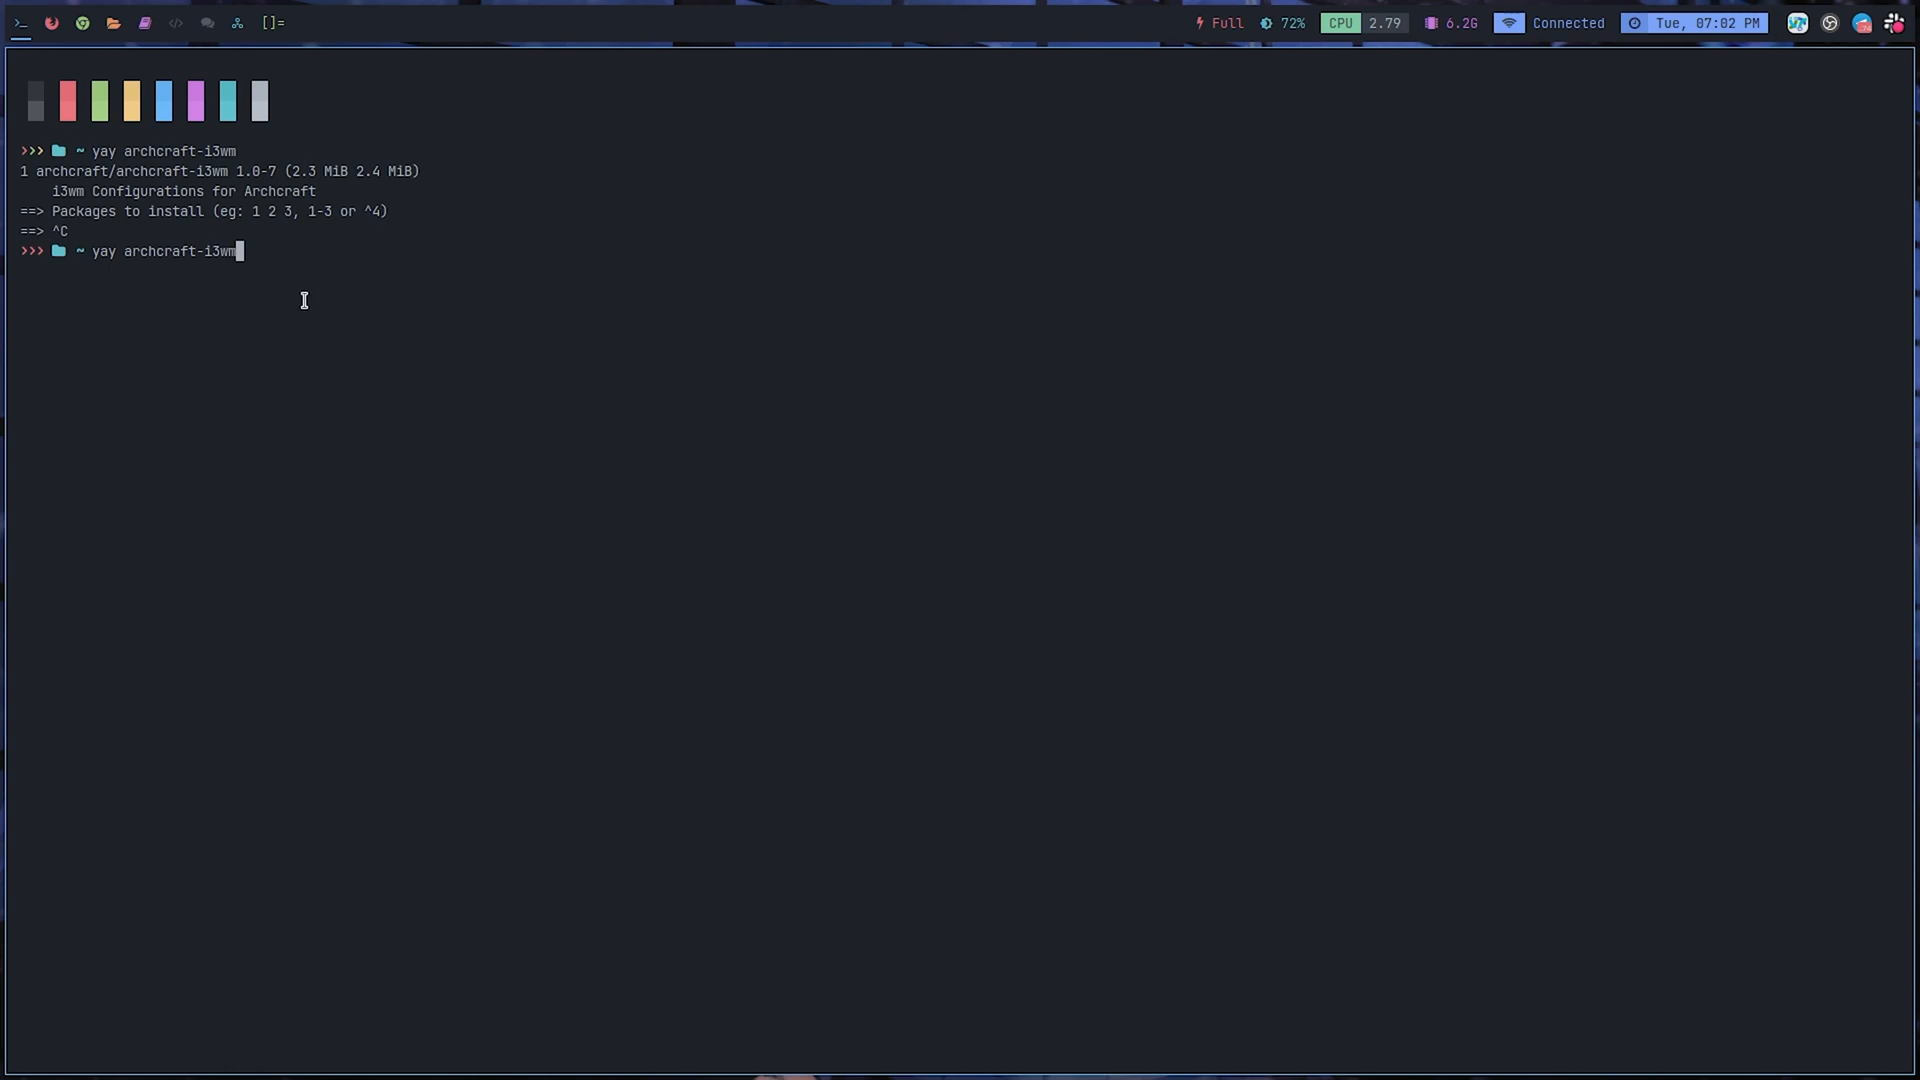 []= Full 72% CPU 2.79 6.2G Connected Tue, 07:02 PM
>>> ~ yay archcraft-i3wm
1 archcraft/archcraft-i3wm 1.0-7 (2.3 MiB 2.4 MiB)
i3wm Configurations for Archcraft
==> Packages to install (eg: 1 2 3, 1-3 or ^4)
==> ^C
>>> ~ yay archcraft-i3wm